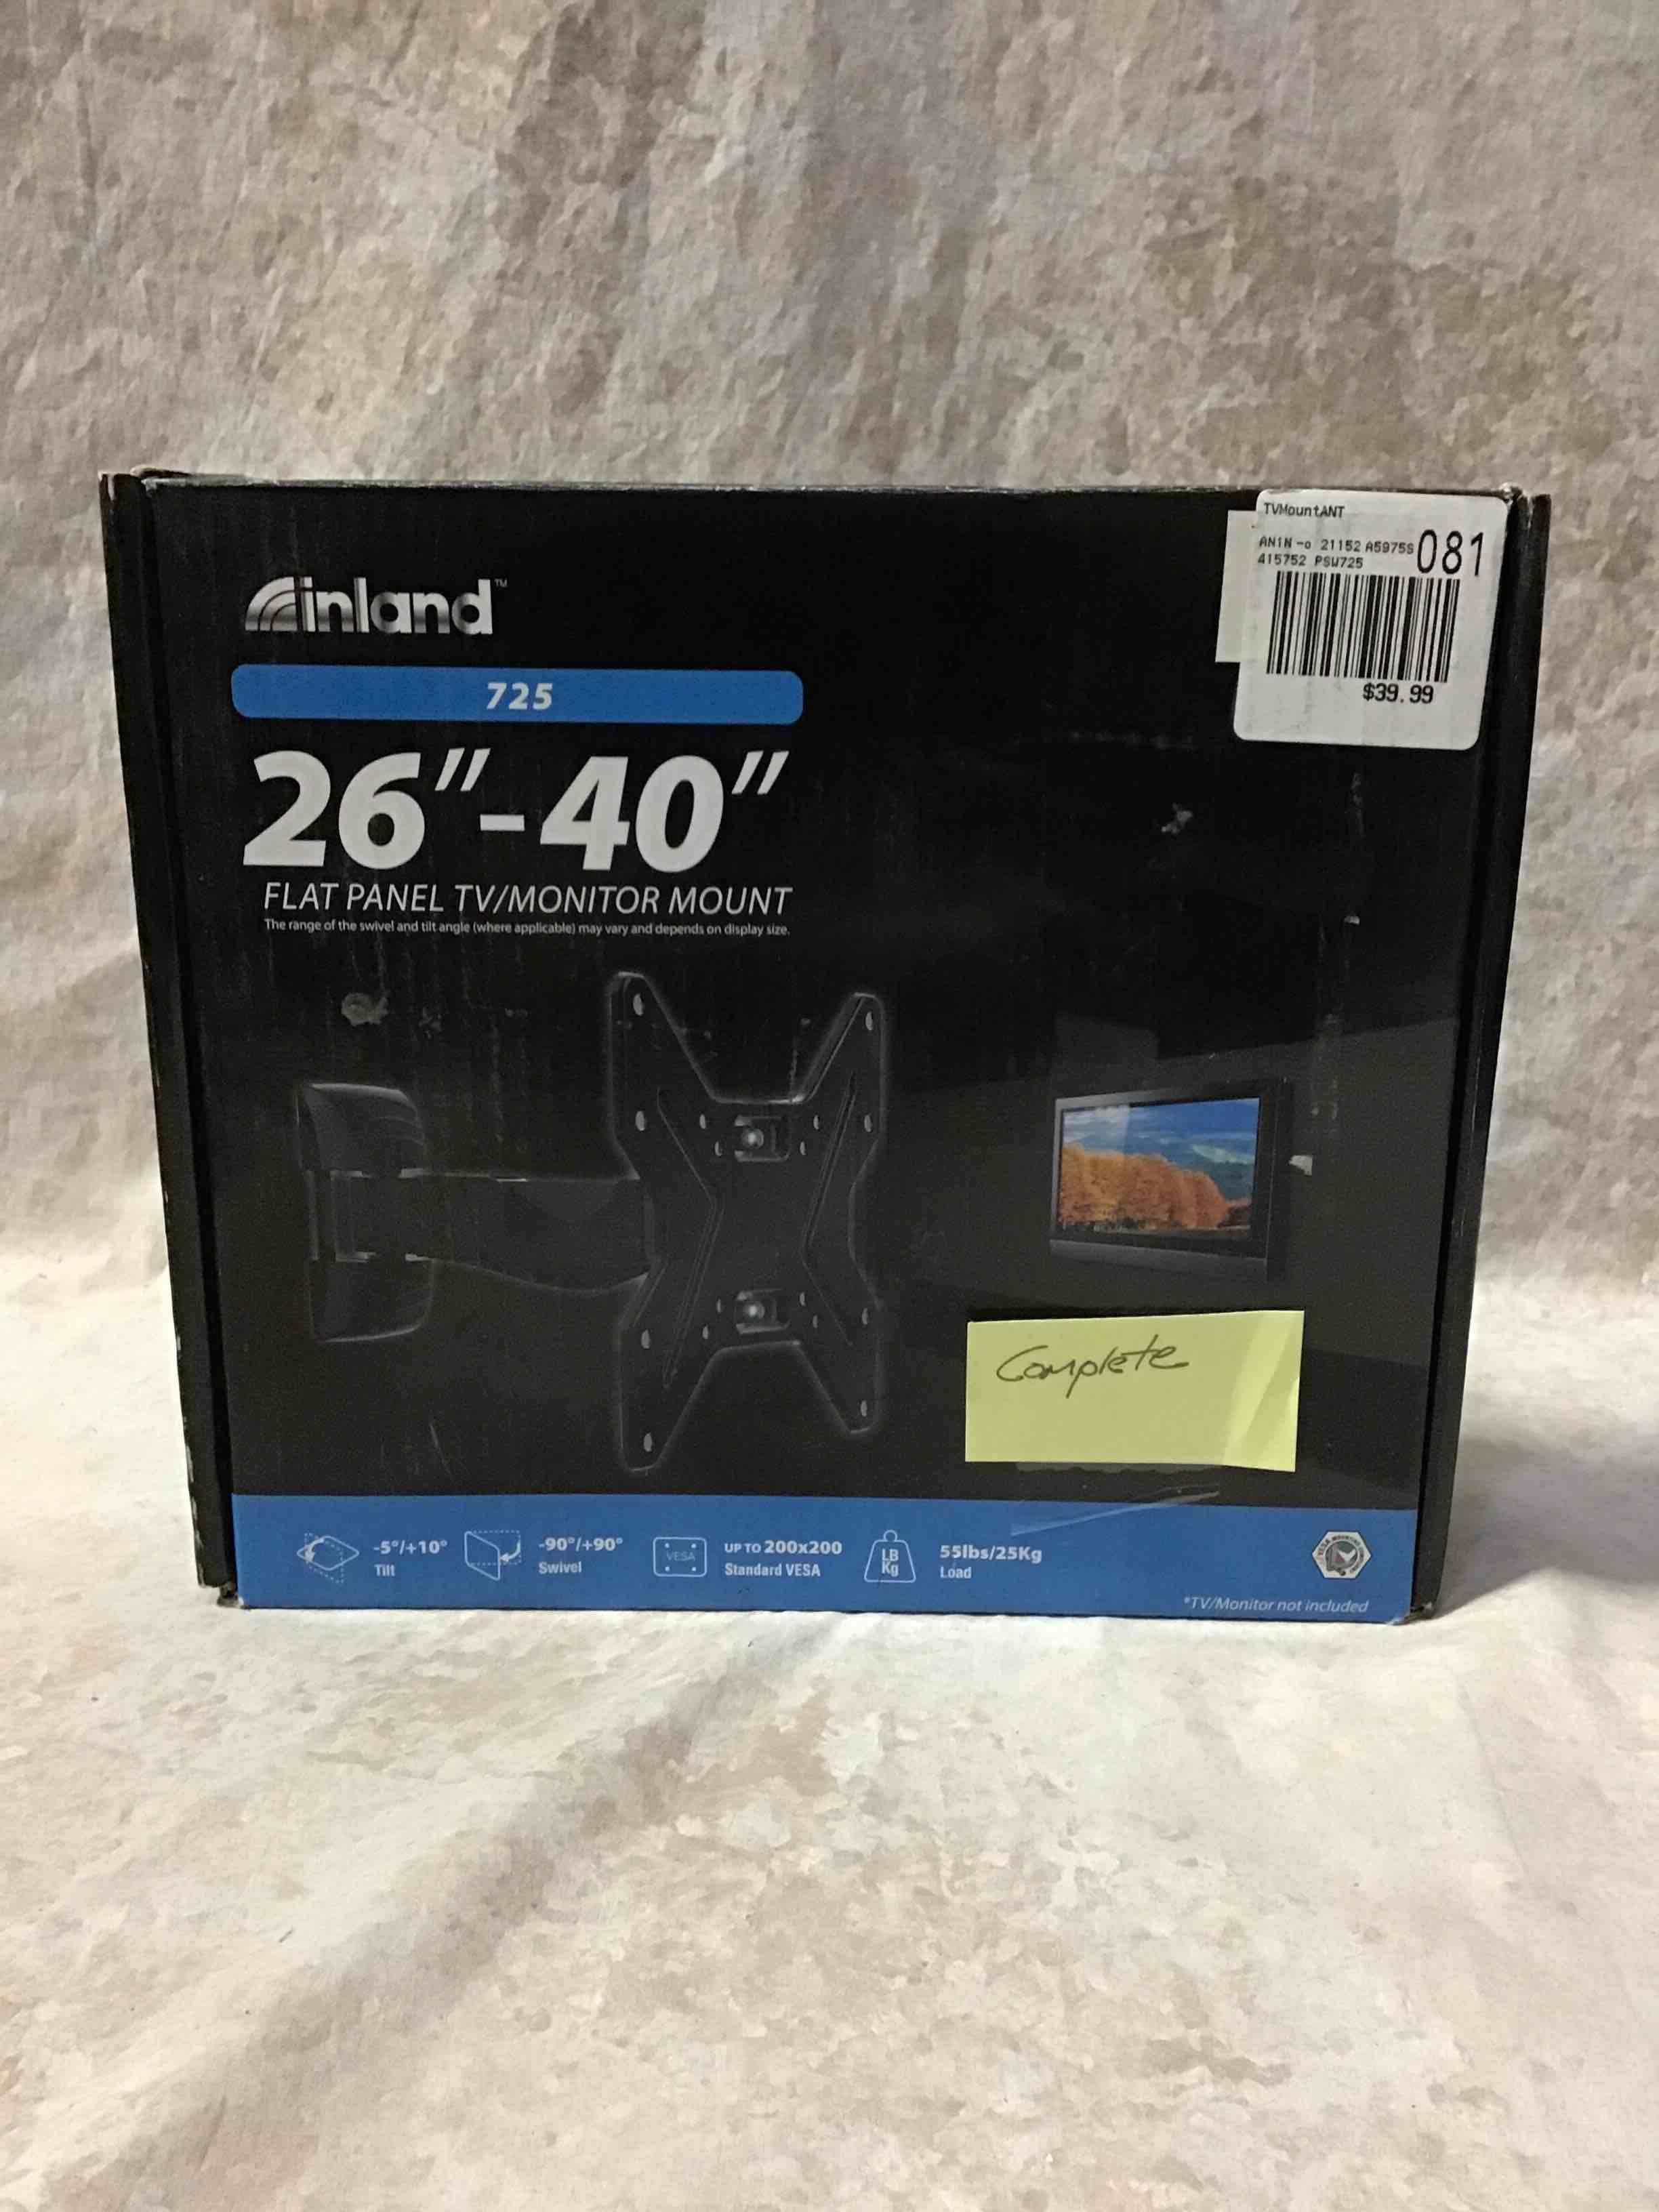 TVMountANT
ANIN-o 21152 A5975S 081
415752 PSW725
$39.99
inland™
725
26”-40”
FLAT PANEL TV/MONITOR MOUNT
The range of the swivel and tilt angle (where applicable) may vary and depends on display size.
Complete
-5°/+10°
Tilt
-90°/+90°
Swivel
VESA
UP TO 200x200
Standard VESA
LB
Kg
55lbs/25Kg
Load
*TV/Monitor not included